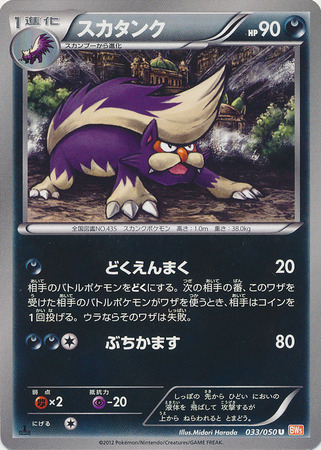 1進化 スカタンク HP90
スカンプーから進化
全国図鑑NO.435 スカンクポケモン 高さ:1.0m 重さ:38.0kg
どくえんまく 20
相手のバトルポケモンをどくにする。次の相手の番、このワザを
受けた相手のポケモンがワザを使うとき、相手はコインを
1回投げる。ウラならそのワザは失敗。
ぶちかます 80
弱点 抵抗力
×2 -20
にげる
しっぽの 先から ひどい においの
液体を 飛ばして 攻撃するが
上から ねらわれると とまどう。
Illus.Midori Harada 033/050 U BWs
©2012 Pokémon/Nintendo/Creatures/GAME FREAK.